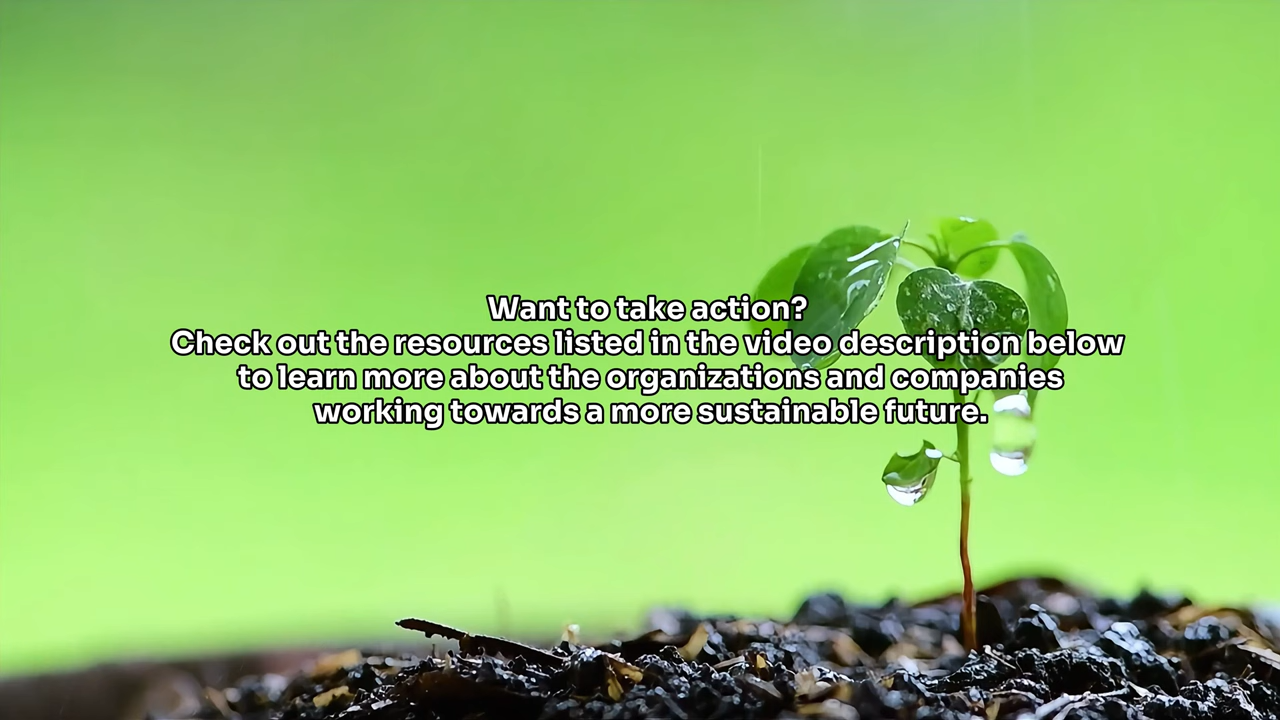 Want to take action?
Check out the resources listed in the video description below
to learn more about the organizations and companies
working towards a more sustainable future.